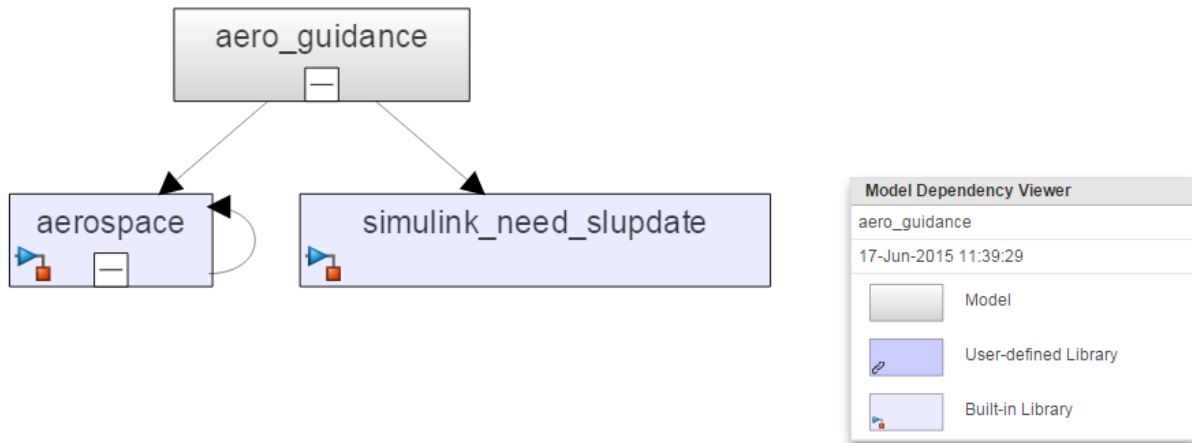 aero_guidance
aerospace
simulink_need_slupdate
Model Dependency Viewer
aero_guidance
17-Jun-2015 11:39:29
Model
User-defined Library
Built-in Library